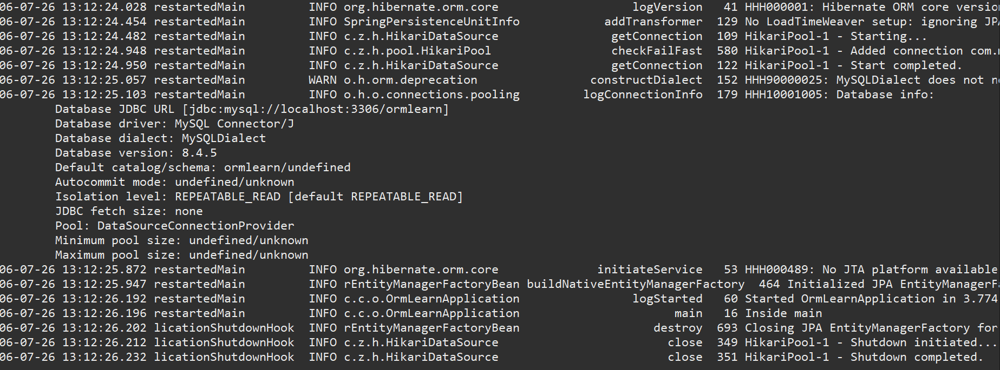 06-07-26 13:12:24.028 restartedMain INFO org.hibernate.orm.core logVersion 41 HHH000001: Hibernate ORM core
06-07-26 13:12:24.454 restartedMain INFO SpringPersistenceUnitInfo addTransformer 129 No LoadTimeWeaver setup: ignoring
06-07-26 13:12:24.482 restartedMain INFO c.z.h.HikariDataSource getConnection 109 HikariPool-1 - Starting...
06-07-26 13:12:24.948 restartedMain INFO c.z.h.pool.HikariPool checkFailFast 580 HikariPool-1 - Added connection
06-07-26 13:12:24.950 restartedMain INFO c.z.h.HikariDataSource getConnection 122 HikariPool-1 - Start completed.
06-07-26 13:12:25.057 restartedMain WARN o.h.orm.deprecation constructDialect 152 HHH90000025: MySQLDialect does not
06-07-26 13:12:25.103 restartedMain INFO o.h.o.connections.pooling logConnectionInfo 179 HHH10001005: Database info:
Database JDBC URL [jdbc:mysql://localhost:3306/ormlearn]
Database driver: MySQL Connector/J
Database dialect: MySQLDialect
Database version: 8.4.5
Default catalog/schema: ormlearn/undefined
Autocommit mode: undefined/unknown
Isolation level: REPEATABLE_READ [default REPEATABLE_READ]
JDBC fetch size: none
Pool: DataSourceConnectionProvider
Minimum pool size: undefined/unknown
Maximum pool size: undefined/unknown
06-07-26 13:12:25.872 restartedMain INFO org.hibernate.orm.core initiateService 53 HHH000489: No JTA platform available
06-07-26 13:12:25.947 restartedMain INFO rEntityManagerFactoryBean buildNativeEntityManagerFactory 464 Initialized JPA
06-07-26 13:12:26.192 restartedMain INFO c.c.o.OrmLearnApplication logStarted 60 Started OrmLearnApplication in 3.774
06-07-26 13:12:26.196 restartedMain INFO c.c.o.OrmLearnApplication main 16 Inside main
06-07-26 13:12:26.202 licationShutdownHook INFO rEntityManagerFactoryBean destroy 693 Closing JPA EntityManagerFactory for
06-07-26 13:12:26.212 licationShutdownHook INFO c.z.h.HikariDataSource close 349 HikariPool-1 - Shutdown initiated...
06-07-26 13:12:26.232 licationShutdownHook INFO c.z.h.HikariDataSource close 351 HikariPool-1 - Shutdown completed.